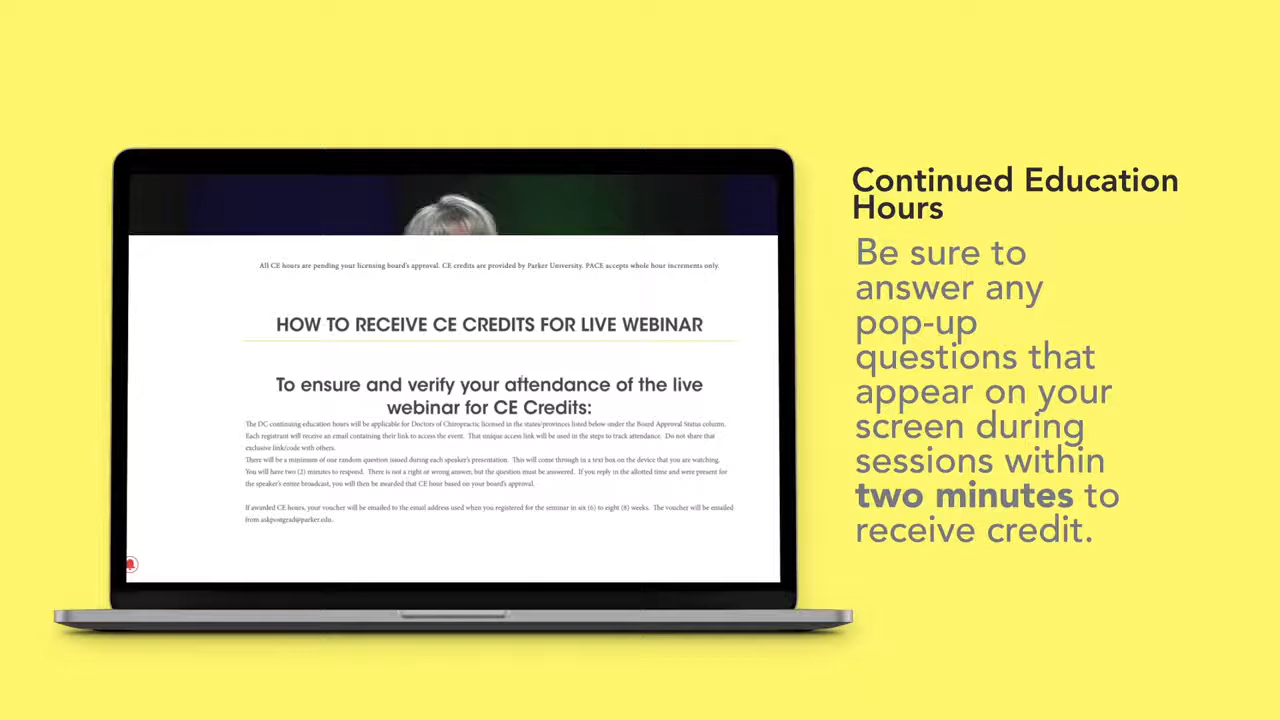 All CE hours are pending your licensing board's approval. CE credits are provided by Parker University. PACE accepts whole hour increments only.
HOW TO RECEIVE CE CREDITS FOR LIVE WEBINAR
To ensure and verify your attendance of the live
webinar for CE Credits:
The DC continuing education hours will be applicable for Doctors of Chiropractic licensed in the states/provinces listed below under the Board Approval Status column.
Each registrant will receive an email containing their link to access the event. That unique access link will be used in the steps to track attendance. Do not share that
exclusive link/code with others.
There will be a minimum of one random question issued during each speaker's presentation. This will come through in a text box on the device that you are watching.
You will have two (2) minutes to respond. There is not a right or wrong answer, but the question must be answered. If you reply in the allotted time and were present for
the speaker's entire broadcast, you will then be awarded that CE hour based on your board's approval.
If awarded CE hours, your voucher will be emailed to the email address used when you registered for the seminar in six (6) to eight (8) weeks. The voucher will be emailed
from askpostgrad@parker.edu.
Continued Education
Hours
Be sure to
answer any
pop-up
questions that
appear on your
screen during
sessions within
two minutes to
receive credit.